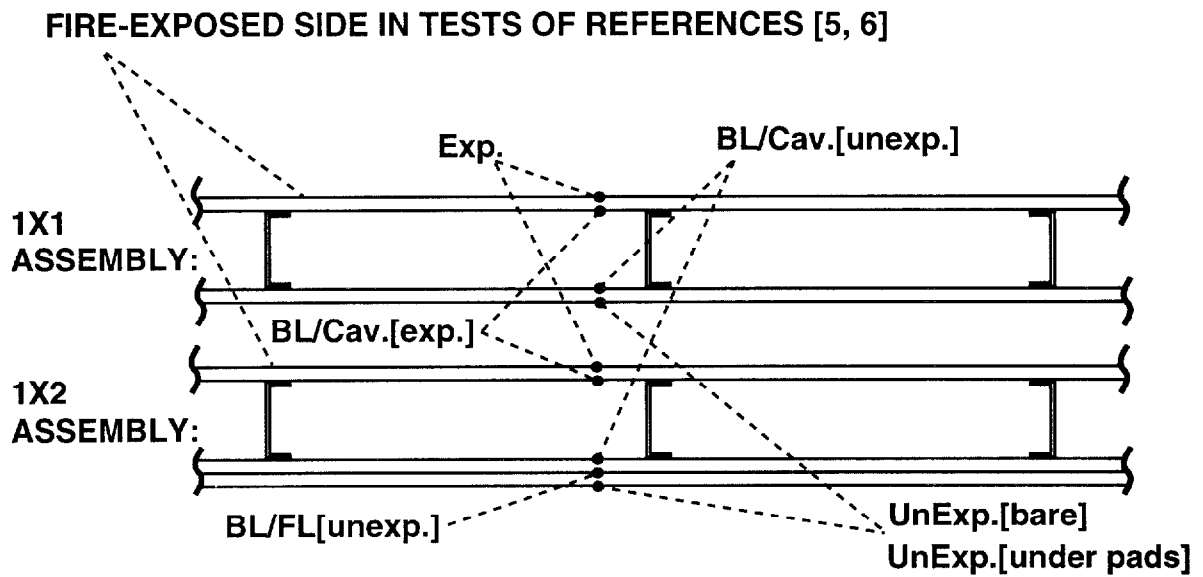 FIRE-EXPOSED SIDE IN TESTS OF REFERENCES [5, 6]
Exp.
BL/Cav.[unexp.]
1X1
ASSEMBLY:
BL/Cav.[exp.]
1X2
ASSEMBLY:
BL/FL[unexp.]
UnExp.[bare]
UnExp.[under pads]